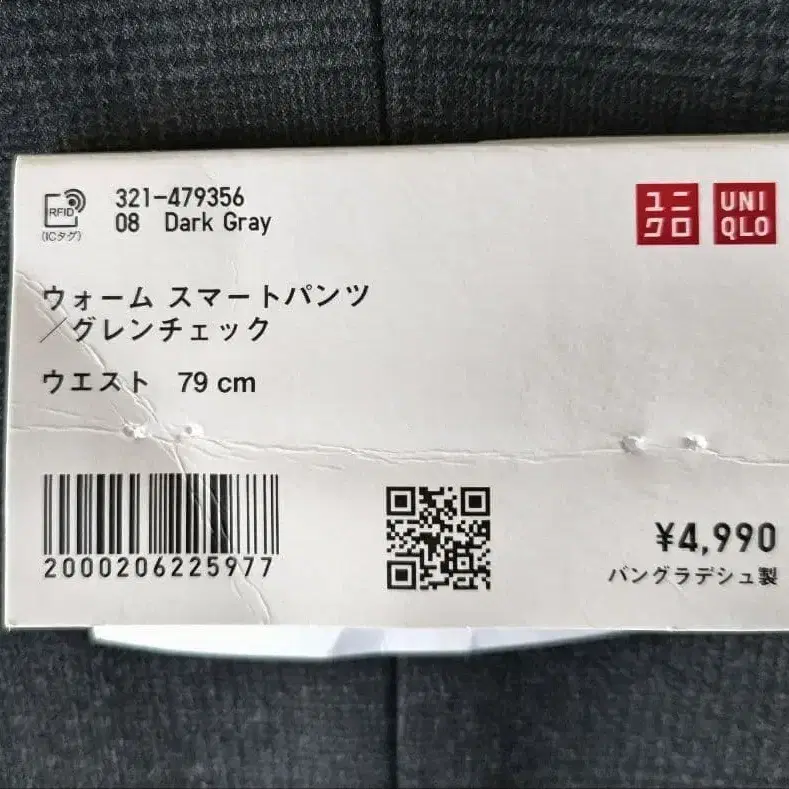 RFID
(ICタグ)
321-479356
08 Dark Gray
ユニクロ
UNIQLO
ウォーム スマートパンツ
／グレンチェック
ウエスト 79 cm
2000206225977
¥4,990
バングラデシュ製